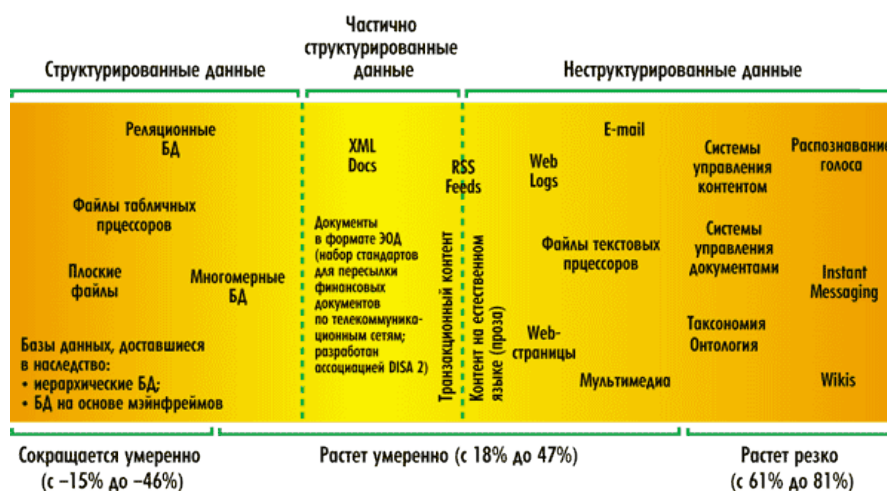 Структурированные данные
Частично
структурированные
данные
Неструктурированные данные
Реляционные
БД
Файлы табличных
прцессоров
Плоские
файлы
Многомерные
БД
Базы данных, доставшиеся
в наследство:
• иерархические БД;
• БД на основе мэйнфреймов
XML
Docs
RSS
Feeds
Документы
в формате ЭОД
(набор стандартов
для пересылки
финансовых
документов
по телекоммуника-
ционным сетям;
разработан
ассоциацией DISA 2)
Транзакционный контент
Контент на естественном
языке (проза)
E-mail
Web
Logs
Файлы текстовых
прцессоров
Web-
страницы
Мультимедиа
Системы
управления
контентом
Системы
управления
документами
Таксономия
Онтология
Распознавание
голоса
Instant
Messaging
Wikis
Сокращается умеренно
(с –15% до –46%)
Растет умеренно (с 18% до 47%)
Растет резко
(с 61% до 81%)